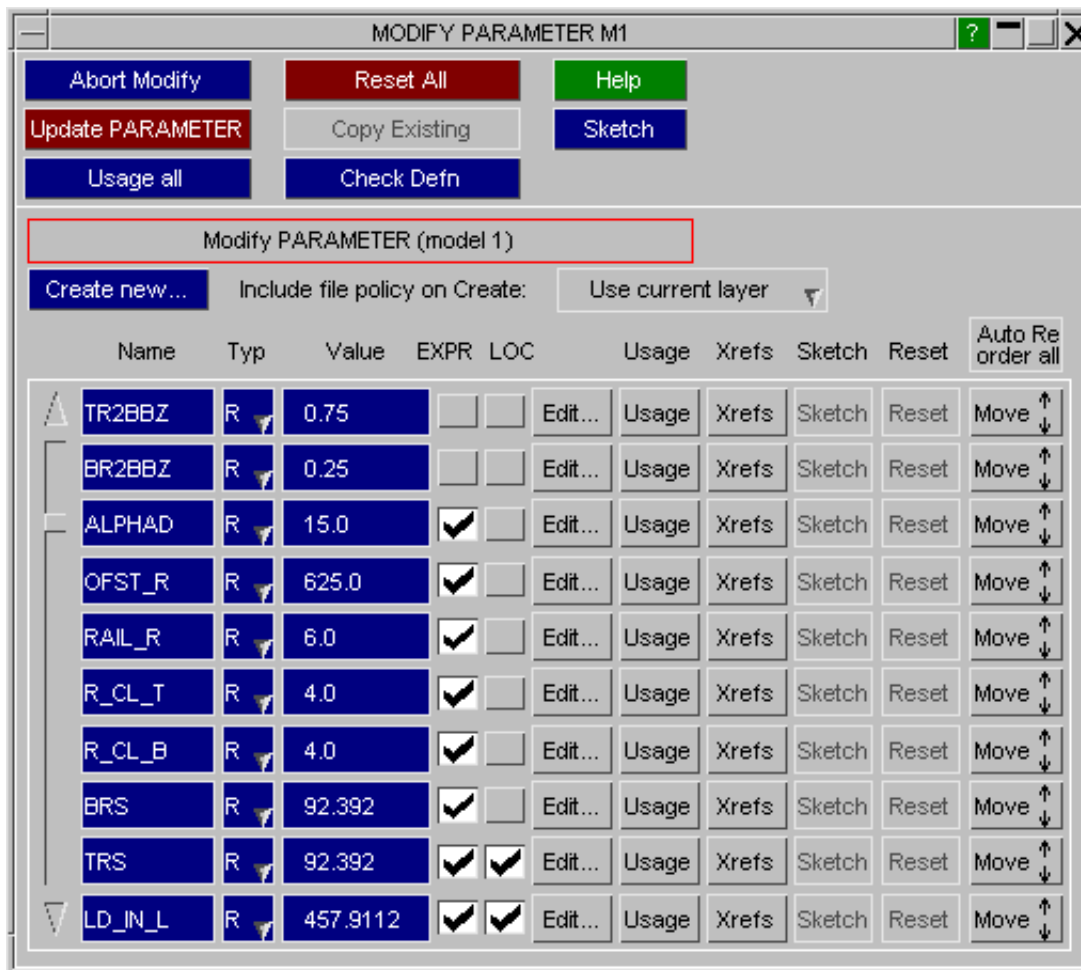 MODIFY PARAMETER M1 ?
Abort Modify Reset All Help
Update PARAMETER Copy Existing Sketch
Usage all Check Defn
Modify PARAMETER (model 1)
Create new... Include file policy on Create: Use current layer
Name Typ Value EXPR LOC Usage Xrefs Sketch Reset Auto Re
order all
TR2BBZ R 0.75 Edit... Usage Xrefs Sketch Reset Move
BR2BBZ R 0.25 Edit... Usage Xrefs Sketch Reset Move
ALPHAD R 15.0 Edit... Usage Xrefs Sketch Reset Move
OFST_R R 625.0 Edit... Usage Xrefs Sketch Reset Move
RAIL_R R 6.0 Edit... Usage Xrefs Sketch Reset Move
R_CL_T R 4.0 Edit... Usage Xrefs Sketch Reset Move
R_CL_B R 4.0 Edit... Usage Xrefs Sketch Reset Move
BRS R 92.392 Edit... Usage Xrefs Sketch Reset Move
TRS R 92.392 Edit... Usage Xrefs Sketch Reset Move
LD_IN_L R 457.9112 Edit... Usage Xrefs Sketch Reset Move